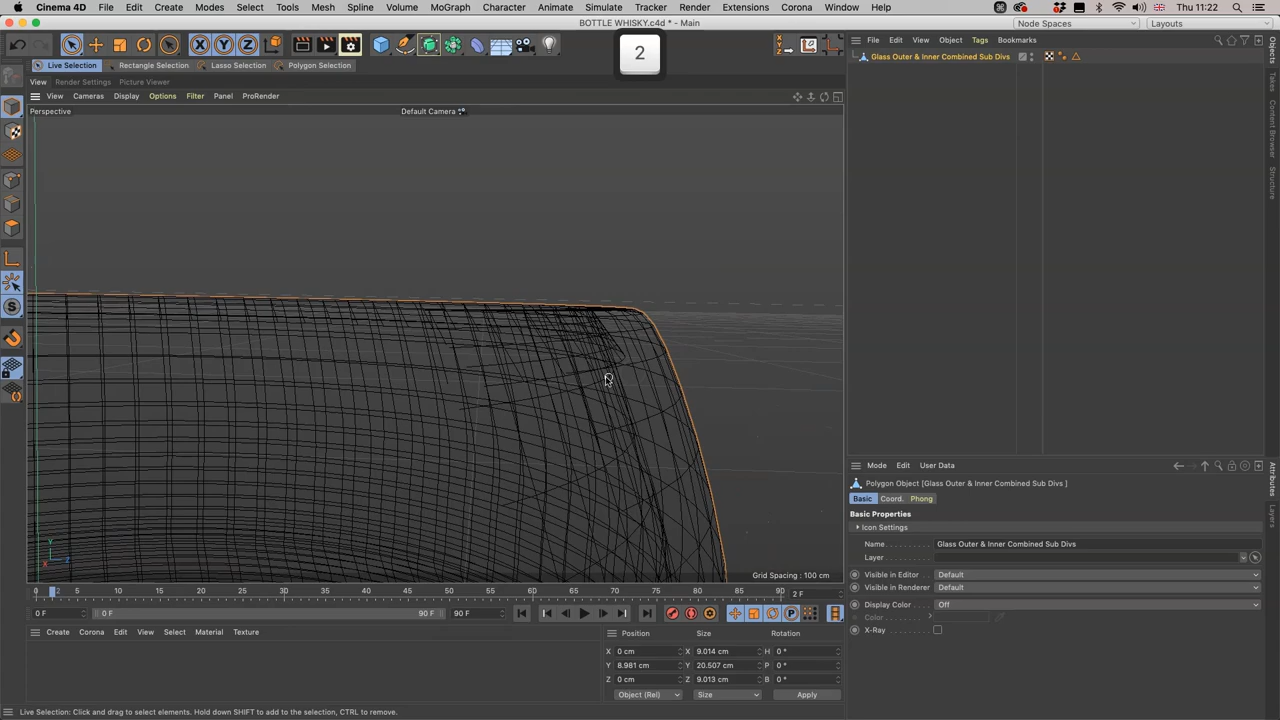 Cinema 4D File Edit Create Modes Select Tools Mesh Spline Volume MoGraph Character Animate Simulate Tracker Render Extensions Corona Window Help
Thu 11:22
BOTTLE WHISKY.c4d * - Main
Node Spaces Layouts
X Y Z
2
File Edit View Object Tags Bookmarks
Live Selection Rectangle Selection Lasso Selection Polygon Selection
Glass Outer & Inner Combined Sub Divs
View Render Settings Picture Viewer
View Cameras Display Options Filter Panel ProRender
Perspective
Default Camera
Objects
Takes
Content Browser
Structure
Mode Edit User Data
Polygon Object [Glass Outer & Inner Combined Sub Divs ]
Basic Coord. Phong
Basic Properties
Icon Settings
Name Glass Outer & Inner Combined Sub Divs
Layer
Visible in Editor Default
Visible in Renderer Default
Display Color Off
Color
X-Ray
Attributes
Layers
Y
X
Z
Grid Spacing : 100 cm
0 2 5 10 15 20 25 30 35 40 45 50 55 60 65 70 75 80 85 90
2 F
0 F 0 F 90 F 90 F
P
Create Corona Edit View Select Material Texture
Position Size Rotation
X 0 cm X 9.014 cm H 0 °
Y 8.981 cm Y 20.507 cm P 0 °
Z 0 cm Z 9.013 cm B 0 °
Object (Rel) Size Apply
Live Selection: Click and drag to select elements. Hold down SHIFT to add to the selection, CTRL to remove.